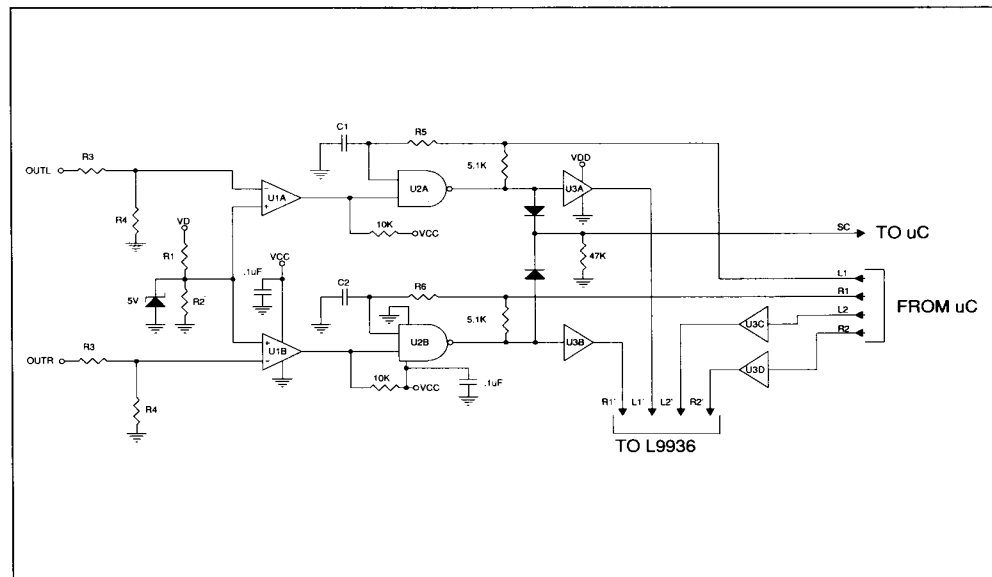 C1
R5
R3
OUTL
5.1K
VDD
U1A
U2A
U3A
R4
VD
10K
VCC
SC
TO uC
R1
47K
VCC
.1uF
L1
C2
R6
R1
5V
R2
L2
FROM uC
U3C
5.1K
R2
OUTR
R3
U1B
U2B
U3B
U3D
10K
VCC
.1uF
R4
R1'
L1'
L2'
R2'
TO L9936